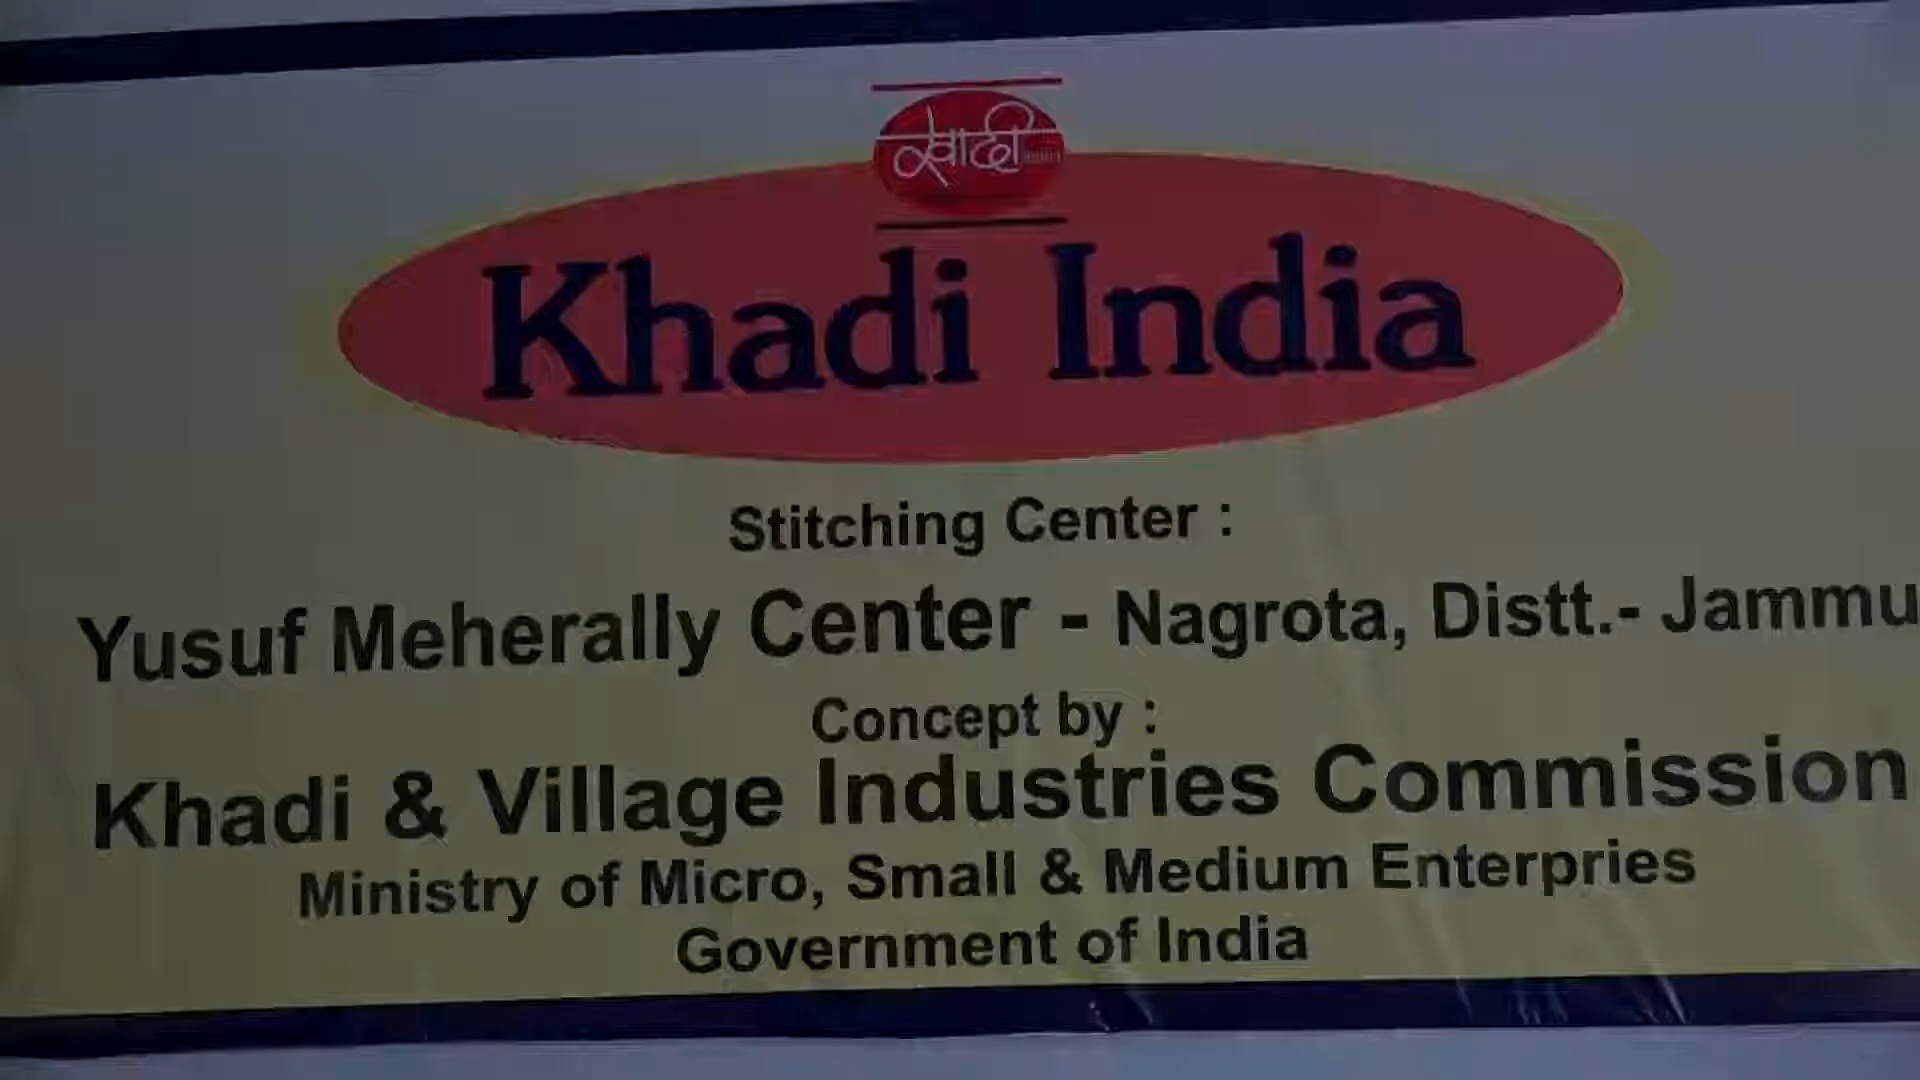 खादी
Khadi India
Stitching Center :
Yusuf Meherally Center - Nagrota, Distt.- Jammu
Concept by :
Khadi & Village Industries Commission
Ministry of Micro, Small & Medium Enterpries
Government of India